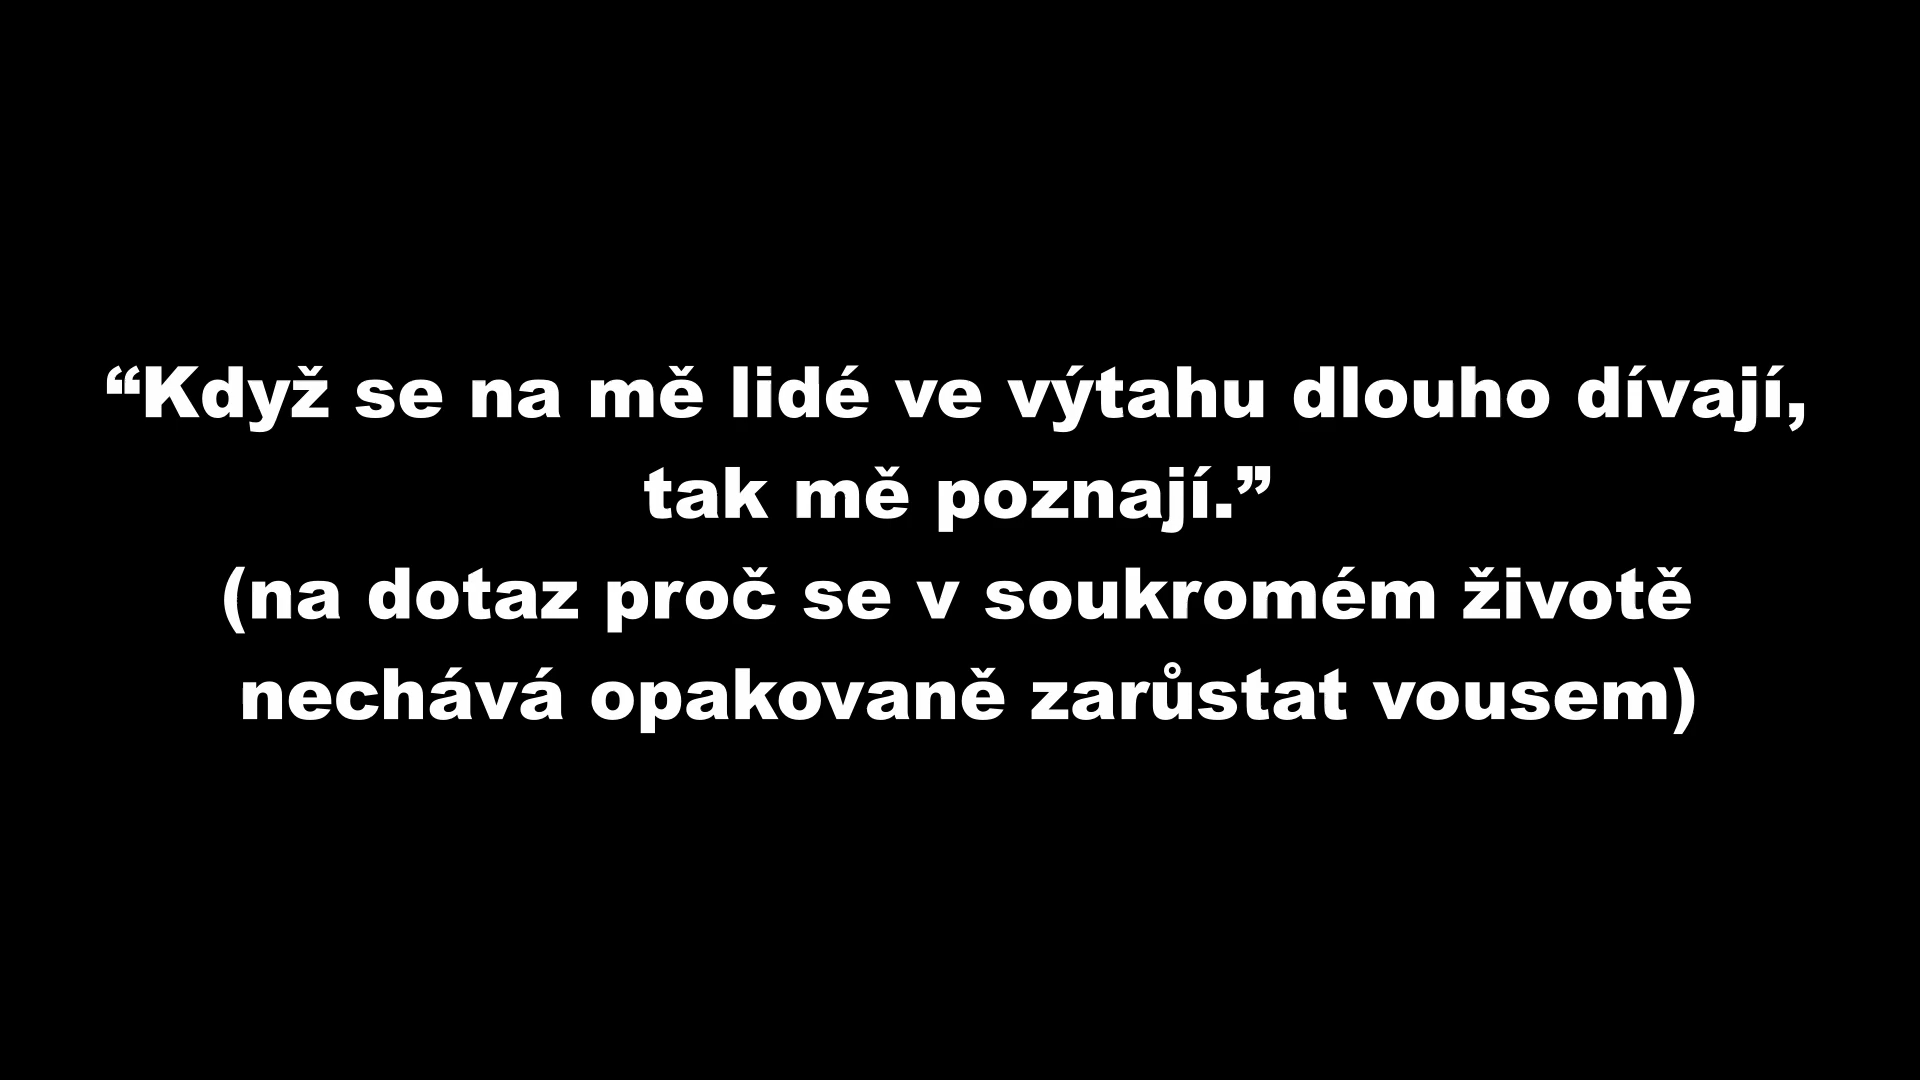 “Když se na mě lidé ve výtahu dlouho dívají,
tak mě poznají.”
(na dotaz proč se v soukromém životě
nechává opakovaně zarůstat vousem)